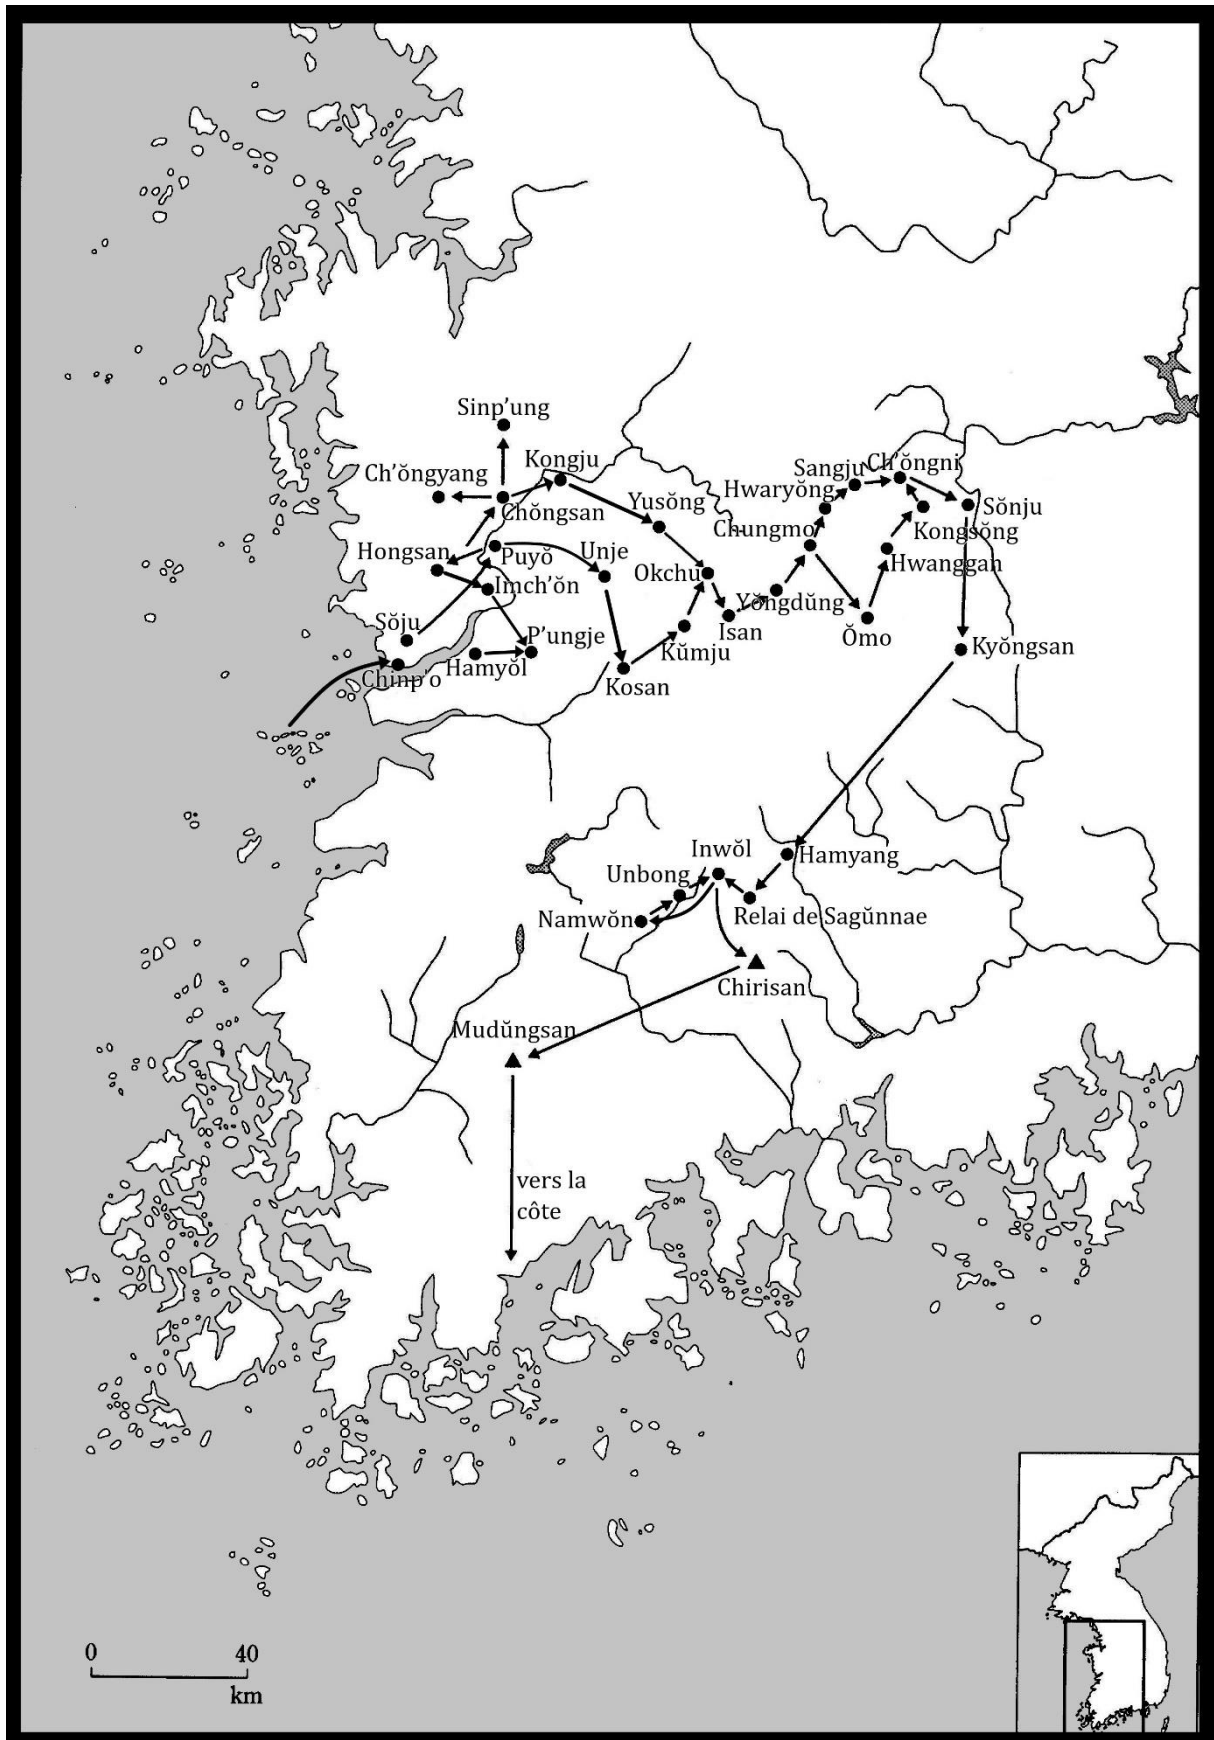 Sinp’ung
Kongju
Ch’ŏngyang
Chŏngsan
Yusŏng
Sangju
Ch’ŏngni
Hwaryŏng
Sŏnju
Chungmo
Kongsŏng
Hongsan
Puyŏ
Unje
Okchu
Hwanggan
Imch’ŏn
Yŏngdŭng
Sŏju
P’ungje
Isan
Ŏmo
Kŭmju
Kyŏngsan
Chinp’o
Hamyŏl
Kosan
Inwŏl
Hamyang
Unbong
Namwŏn
Relai de Sagŭnnae
Chirisan
Mudŭngsan
vers la
côte
0 40
km